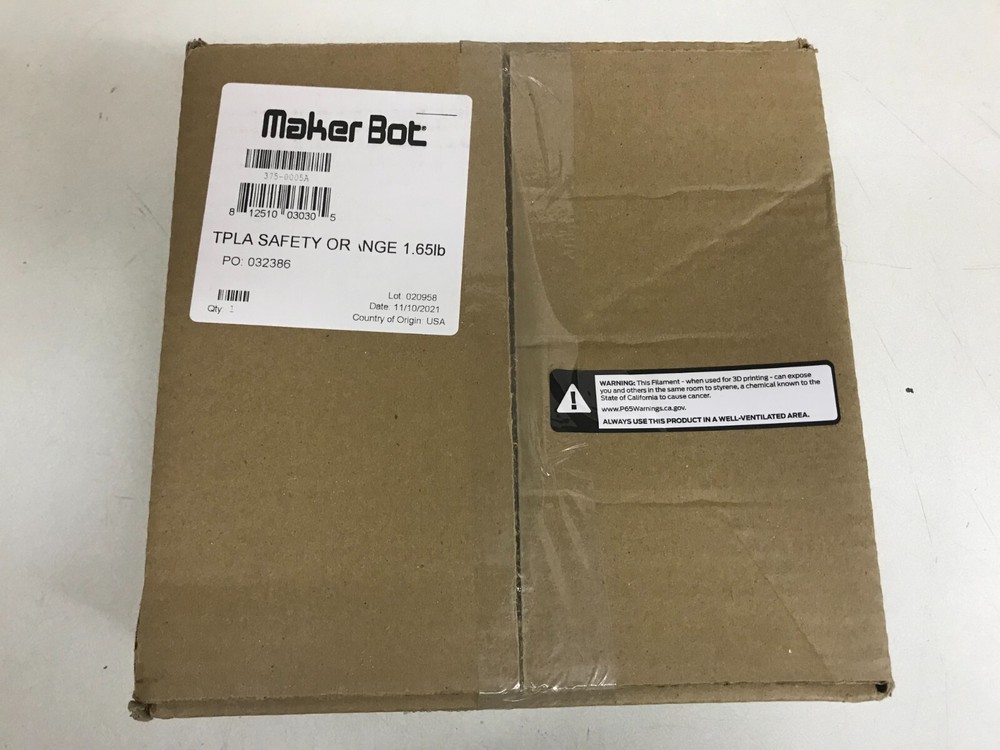 MakerBot
375-0005A
8 12510 03030 5
TPLA SAFETY OR ANGE 1.65lb
PO: 032386
Qty: 1
Lot: 020958
Date: 11/10/2021
Country of Origin: USA
WARNING: This Filament - when used for 3D printing - can expose
you and others in the same room to styrene, a chemical known to the
State of California to cause cancer.
www.P65Warnings.ca.gov.
ALWAYS USE THIS PRODUCT IN A WELL-VENTILATED AREA.